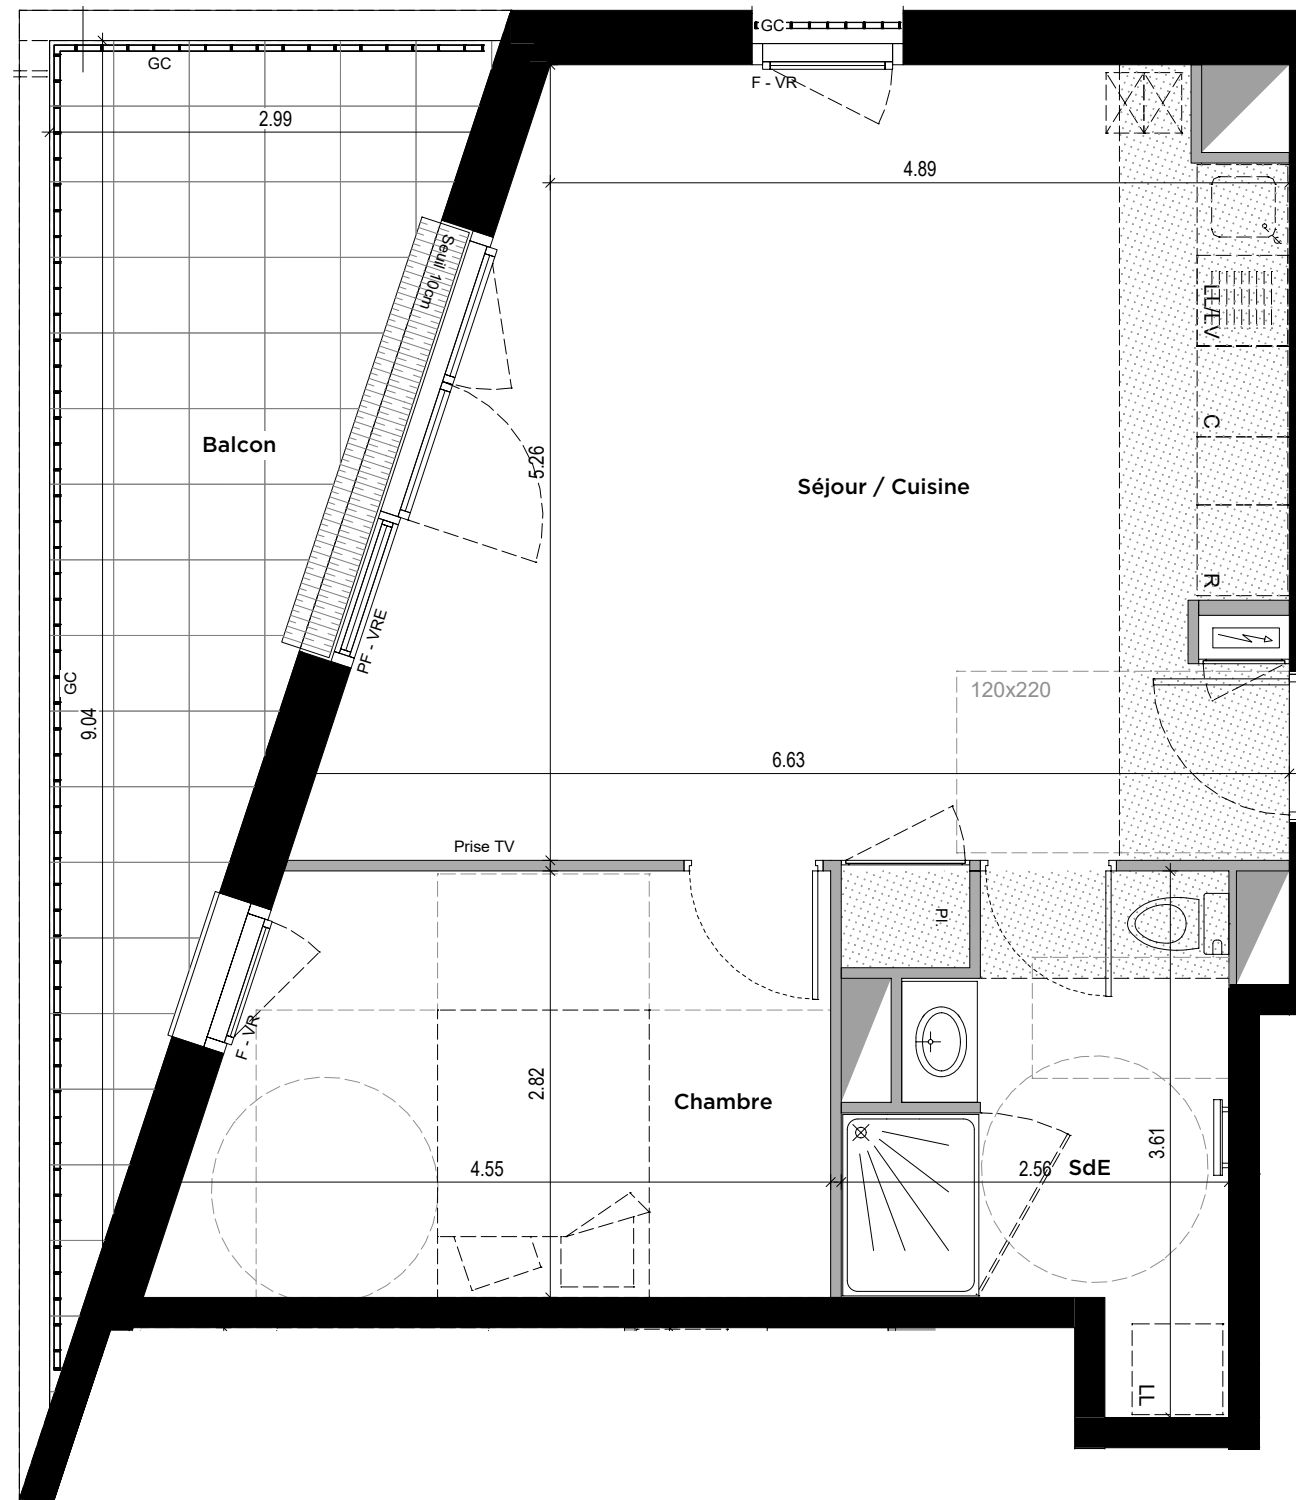 GC
GC
F - VR
2.99
4.89
Seuil 10cm
LL/LV
Balcon
C
5.26
Séjour / Cuisine
R
PF - VRE
GC
120x220
9.04
6.63
Prise TV
Pl.
F - VR
2.82
Chambre
3.61
4.55
2.56
SdE
LL